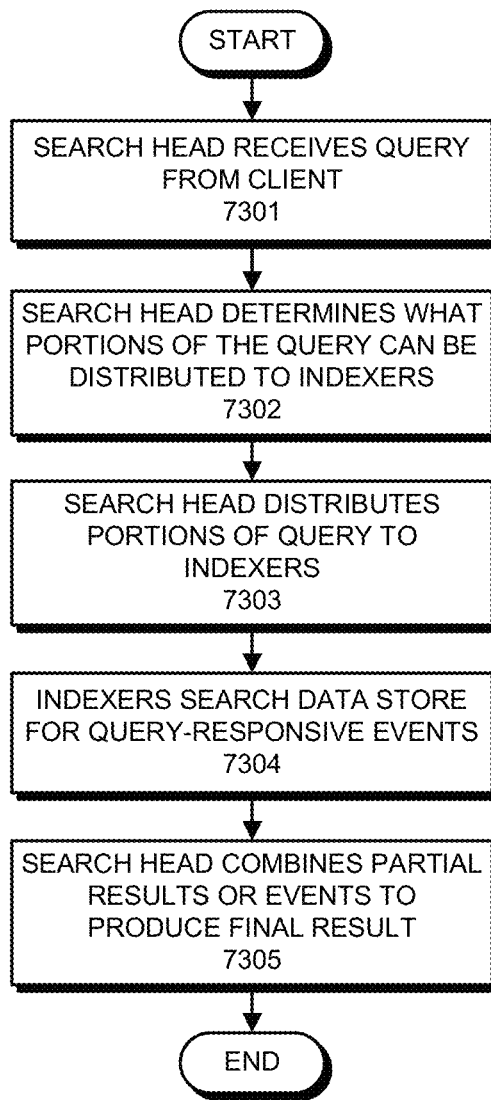 START
SEARCH HEAD RECEIVES QUERY
FROM CLIENT
7301
SEARCH HEAD DETERMINES WHAT
PORTIONS OF THE QUERY CAN BE
DISTRIBUTED TO INDEXERS
7302
SEARCH HEAD DISTRIBUTES
PORTIONS OF QUERY TO
INDEXERS
7303
INDEXERS SEARCH DATA STORE
FOR QUERY-RESPONSIVE EVENTS
7304
SEARCH HEAD COMBINES PARTIAL
RESULTS OR EVENTS TO
PRODUCE FINAL RESULT
7305
END